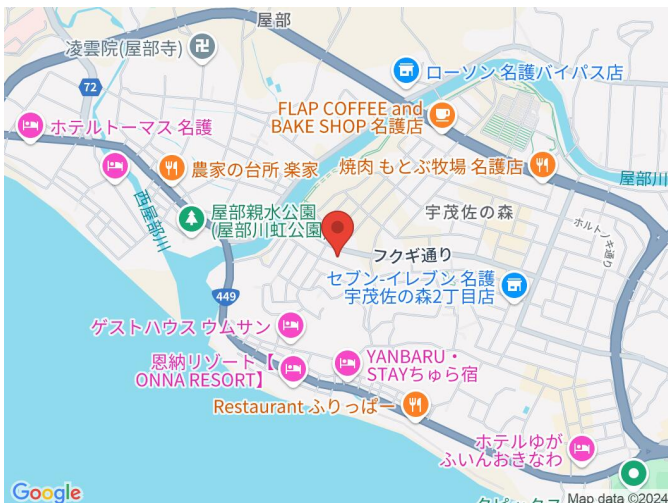 屋部
凌雲院(屋部寺)
ローソン 名護バイパス店
72
FLAP COFFEE and
BAKE SHOP 名護店
ホテルトーマス 名護
農家の台所 楽家
焼肉 もとぶ牧場 名護店
屋部川
西屋部川
屋部親水公園
(屋部川虹公園
宇茂佐の森
ホルトノキ通り
フクギ通り
セブン-イレブン 名護
宇茂佐の森2丁目店
449
ゲストハウス ウムサン
恩納リゾート【
ONNA RESORT】
YANBARU・
STAYちゅら宿
Restaurant ふりっぱー
ホテルゆが
ふいんおきなわ
Google
Map data ©2024